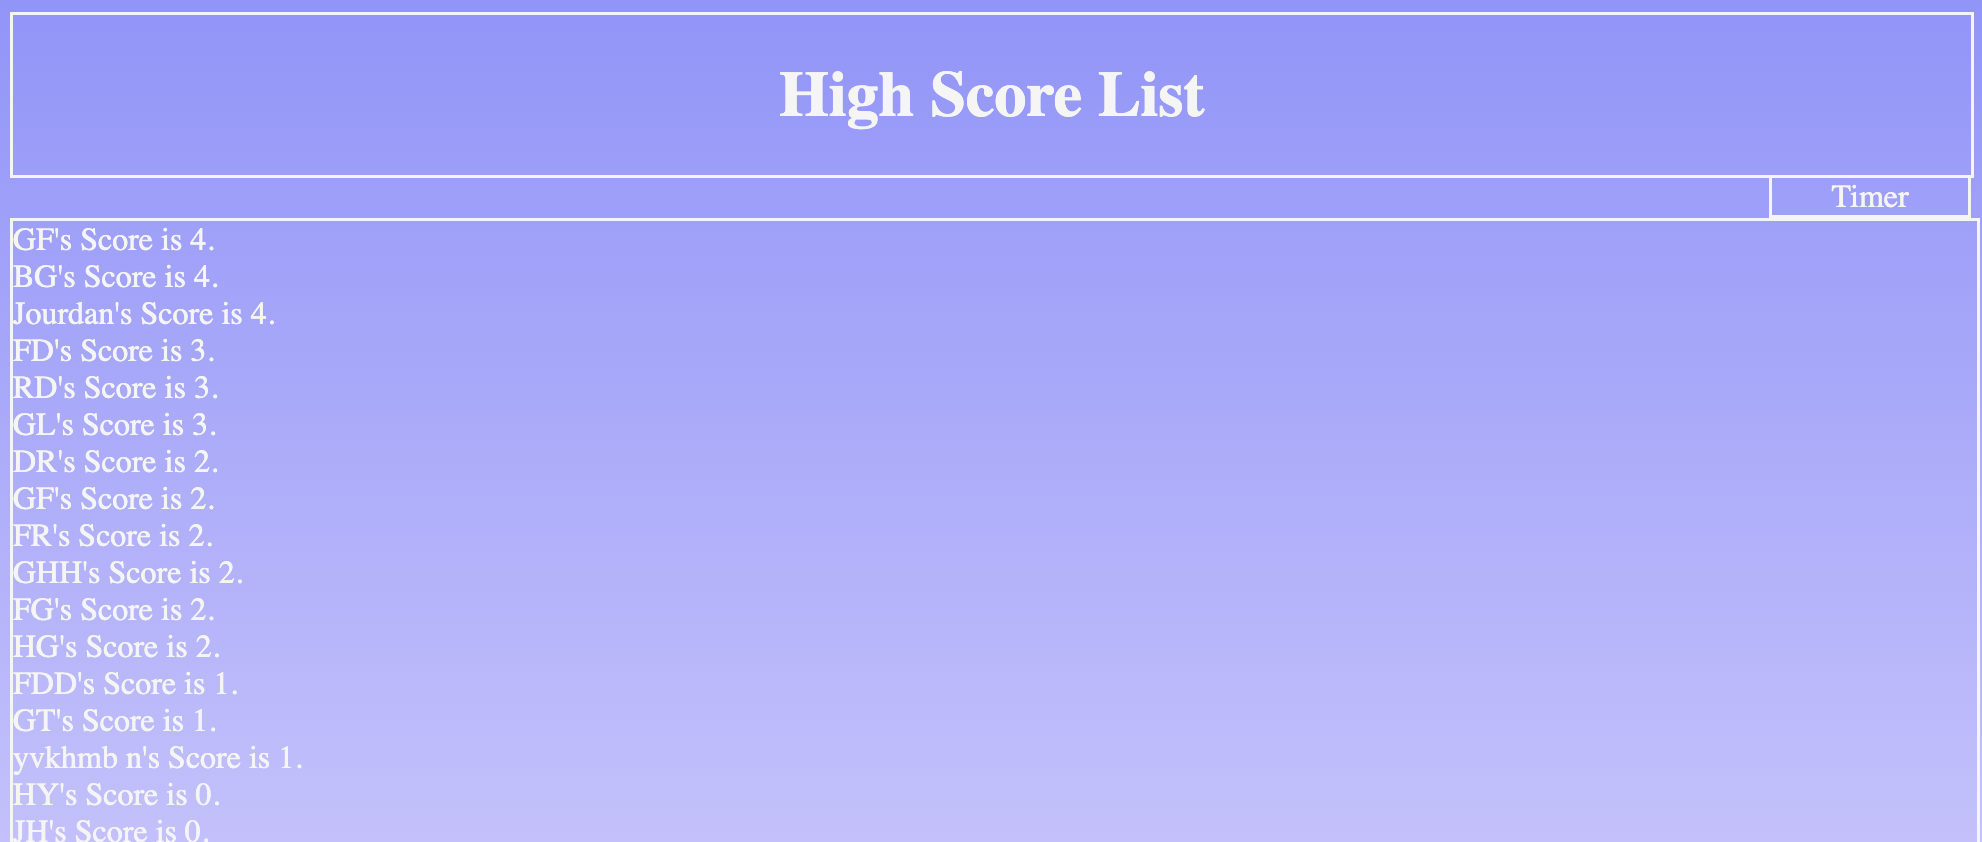 High Score List
Timer
GF's Score is 4.
BG's Score is 4.
Jourdan's Score is 4.
FD's Score is 3.
RD's Score is 3.
GL's Score is 3.
DR's Score is 2.
GF's Score is 2.
FR's Score is 2.
GHH's Score is 2.
FG's Score is 2.
HG's Score is 2.
FDD's Score is 1.
GT's Score is 1.
yvkhmb n's Score is 1.
HY's Score is 0.
JH's Score is 0.